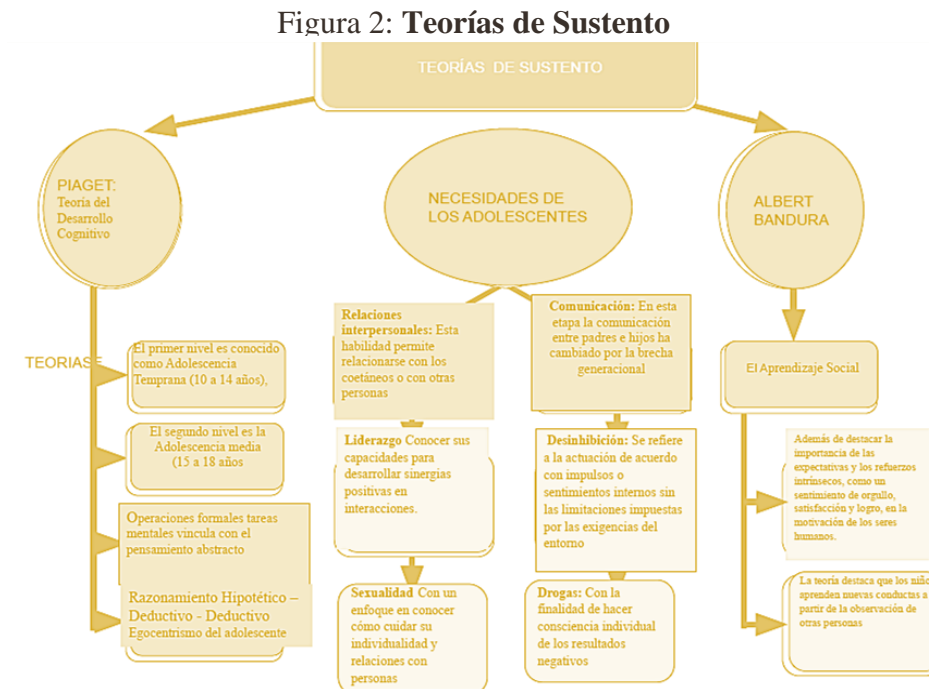 Figura 2: Teorías de Sustento
TEORÍAS DE SUSTENTO
PIAGET:
Teoría del
Desarrollo
Cognitivo
NECESIDADES DE
LOS ADOLESCENTES
ALBERT
BANDURA
TEORIASE
El primer nivel es conocido
como Adolescencia
Temprana (10 a 14 años),
El segundo nivel es la
Adolescencia media
(15 a 18 años
Operaciones formales tareas
mentales vincula con el
pensamiento abstracto
Razonamiento Hipotético –
Deductivo - Deductivo
Egocentrismo del adolescente
Relaciones
interpersonales: Esta
habilidad permite
relacionarse con los
coetáneos o con otras
personas
Liderazgo Conocer sus
capacidades para
desarrollar sinergias
positivas en
interacciones.
Sexualidad Con un
enfoque en conocer
cómo cuidar su
individualidad y
relaciones con
personas
Comunicación: En esta
etapa la comunicación
entre padres e hijos ha
cambiado por la brecha
generacional
Desinhibición: Se refiere
a la actuación de acuerdo
con impulsos o
sentimientos internos sin
las limitaciones impuestas
por las exigencias del
entorno
Drogas: Con la
finalidad de hacer
consciencia individual
de los resultados
negativos
El Aprendizaje Social
Además de destacar la
importancia de las
expectativas y los refuerzos
intrínsecos, como un
sentimiento de orgullo,
satisfacción y logro, en la
motivación de los seres
humanos.
La teoría destaca que los niño
aprenden nuevas conductas a
partir de la observación de
otras personas